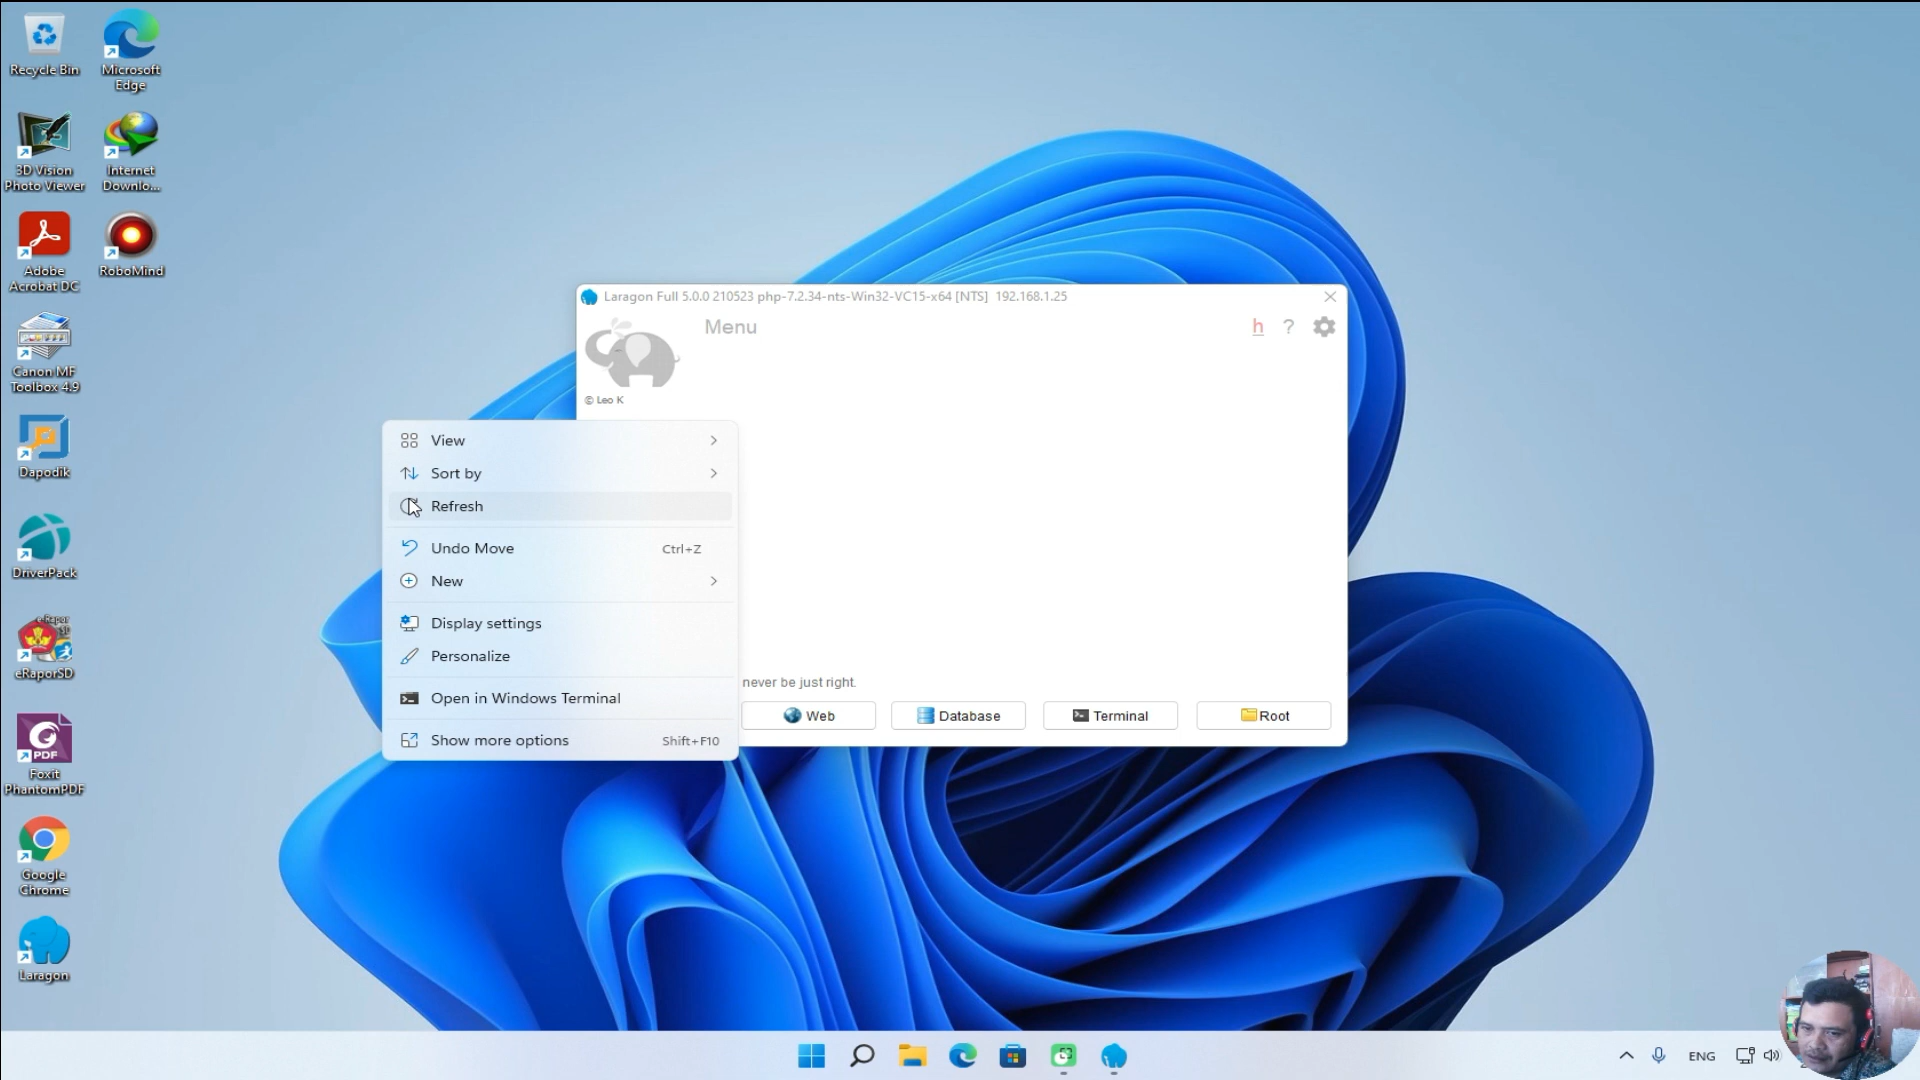 Recycle Bin
Microsoft
Edge
3D Vision
Photo Viewer
Internet
Downlo...
Adobe
Acrobat DC
RoboMind
Canon MF
Toolbox 4.9
Dapodik
DriverPack
e-Rapor
SD
eRaporSD
PDF
Foxit
PhantomPDF
Google
Chrome
Laragon
Laragon Full 5.0.0 210523 php-7.2.34-nts-Win32-VC15-x64 [NTS] 192.168.1.25
Menu
h ?
© Leo K
View
Sort by
Refresh
Undo Move Ctrl+Z
New
Display settings
Personalize
Open in Windows Terminal
Show more options Shift+F10
never be just right.
Web Database Terminal Root
ENG